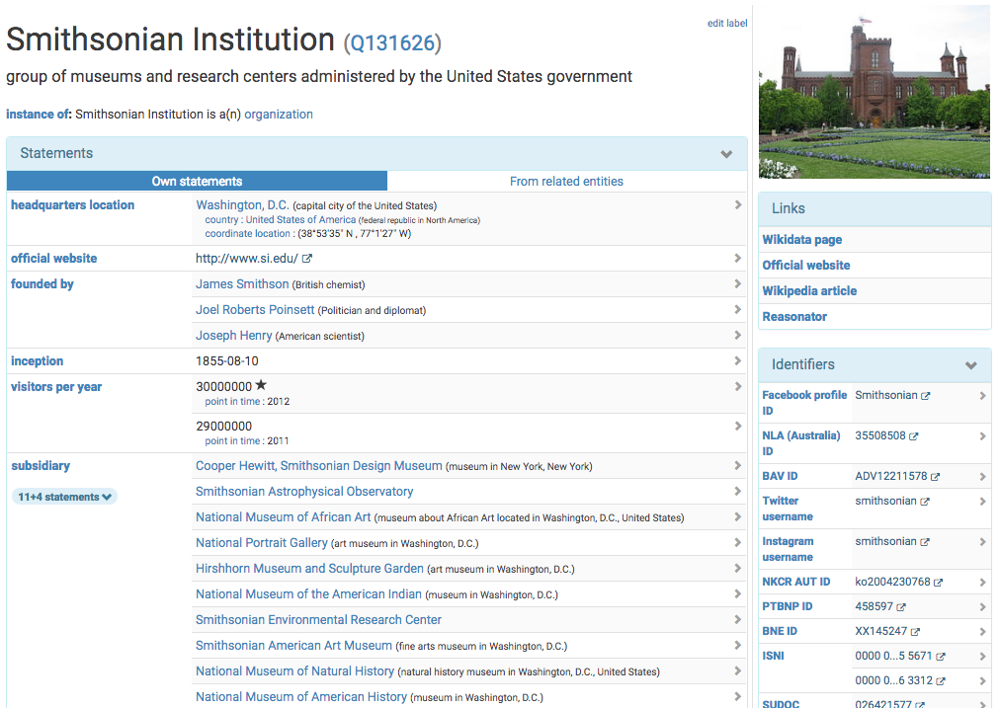 Smithsonian Institution (Q131626)
edit label
group of museums and research centers administered by the United States government
instance of: Smithsonian Institution is a(n) organization
Statements
Own statements
From related entities
headquarters location
Washington, D.C. (capital city of the United States)
country : United States of America (federal republic in North America)
coordinate location : (38°53'35" N , 77°1'27" W)
official website
http://www.si.edu/
founded by
James Smithson (British chemist)
Joel Roberts Poinsett (Politician and diplomat)
Joseph Henry (American scientist)
inception
1855-08-10
visitors per year
30000000 ★
point in time : 2012
29000000
point in time : 2011
subsidiary
11+4 statements
Cooper Hewitt, Smithsonian Design Museum (museum in New York, New York)
Smithsonian Astrophysical Observatory
National Museum of African Art (museum about African Art located in Washington, D.C., United States)
National Portrait Gallery (art museum in Washington, D.C.)
Hirshhorn Museum and Sculpture Garden (art museum in Washington, D.C.)
National Museum of the American Indian (museum in Washington, D.C.)
Smithsonian Environmental Research Center
Smithsonian American Art Museum (fine arts museum in Washington, D.C.)
National Museum of Natural History (natural history museum in Washington, D.C., United States)
National Museum of American History (museum in Washington, D.C.)
Links
Wikidata page
Official website
Wikipedia article
Reasonator
Identifiers
Facebook profile ID
Smithsonian
NLA (Australia) ID
35508508
BAV ID
ADV12211578
Twitter username
smithsonian
Instagram username
smithsonian
NKCR AUT ID
ko2004230768
PTBNP ID
458597
BNE ID
XX145247
ISNI
0000 0...5 5671
0000 0...6 3312
SUDOC
026421577